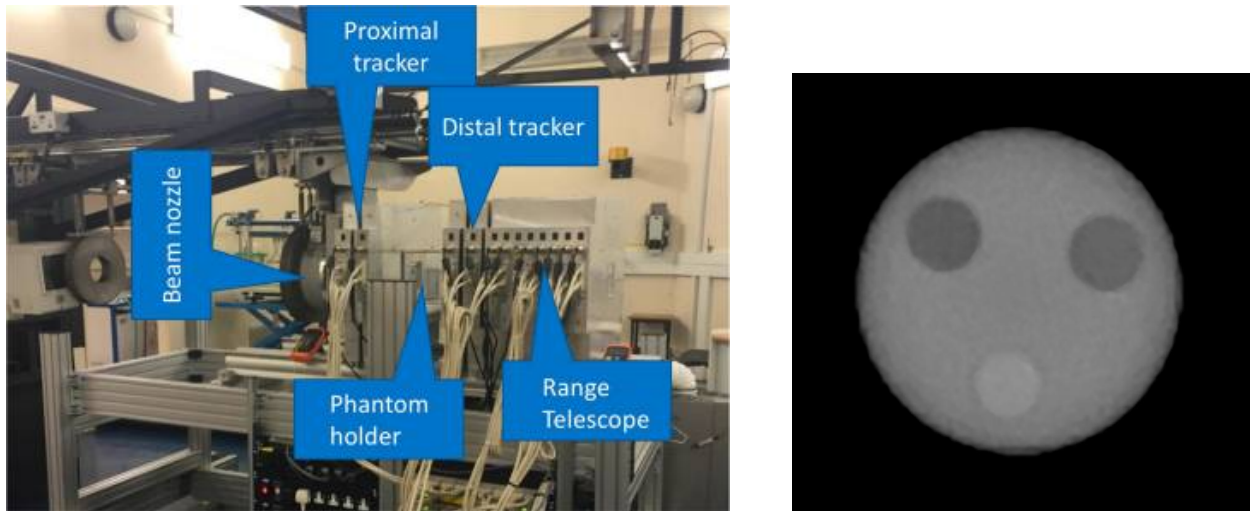 Proximal
tracker
Distal tracker
Beam nozzle
Phantom
holder
Range
Telescope